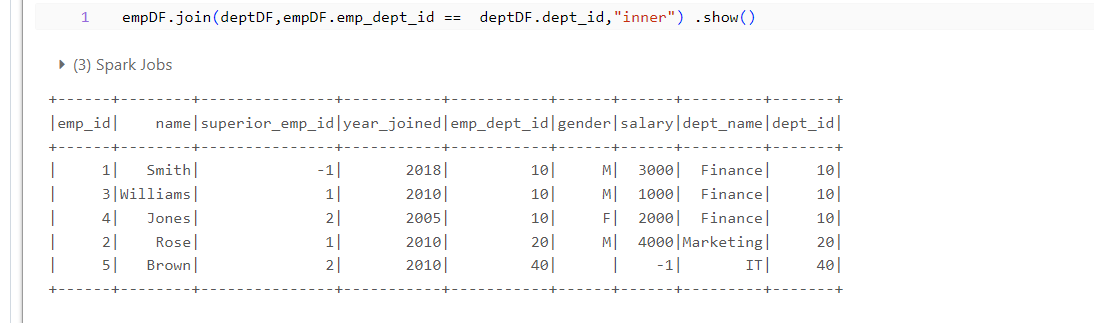 1 empDF.join(deptDF,empDF.emp_dept_id ==  deptDF.dept_id,"inner") .show()
(3) Spark Jobs
+------+--------+---------------+-----------+-----------+------+------+---------+-------+
|emp_id|    name|superior_emp_id|year_joined|emp_dept_id|gender|salary|dept_name|dept_id|
+------+--------+---------------+-----------+-----------+------+------+---------+-------+
|     1|   Smith|             -1|       2018|         10|     M|  3000|  Finance|     10|
|     3|Williams|              1|       2010|         10|     M|  1000|  Finance|     10|
|     4|   Jones|              2|       2005|         10|     F|  2000|  Finance|     10|
|     2|    Rose|              1|       2010|         20|     M|  4000|Marketing|     20|
|     5|   Brown|              2|       2010|         40|      |    -1|       IT|     40|
+------+--------+---------------+-----------+-----------+------+------+---------+-------+